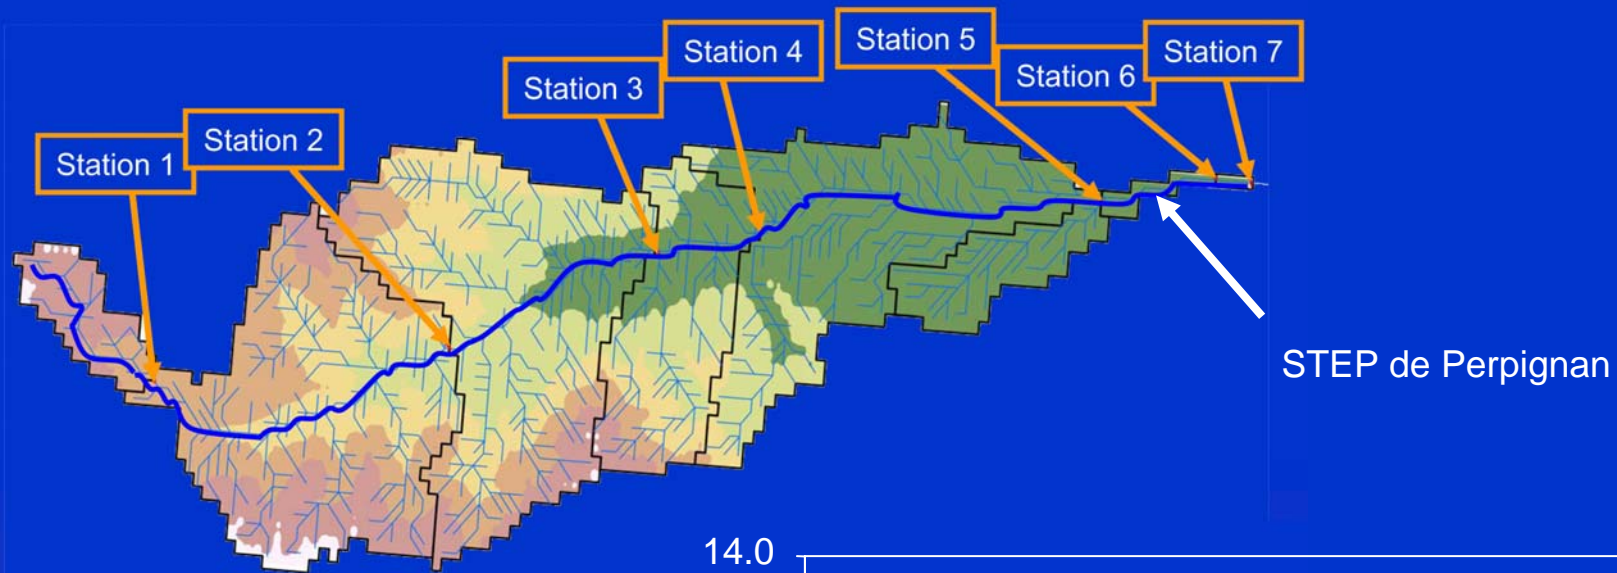 Station 1
Station 2
Station 3
Station 4
Station 5
Station 6
Station 7
STEP de Perpignan
14.0